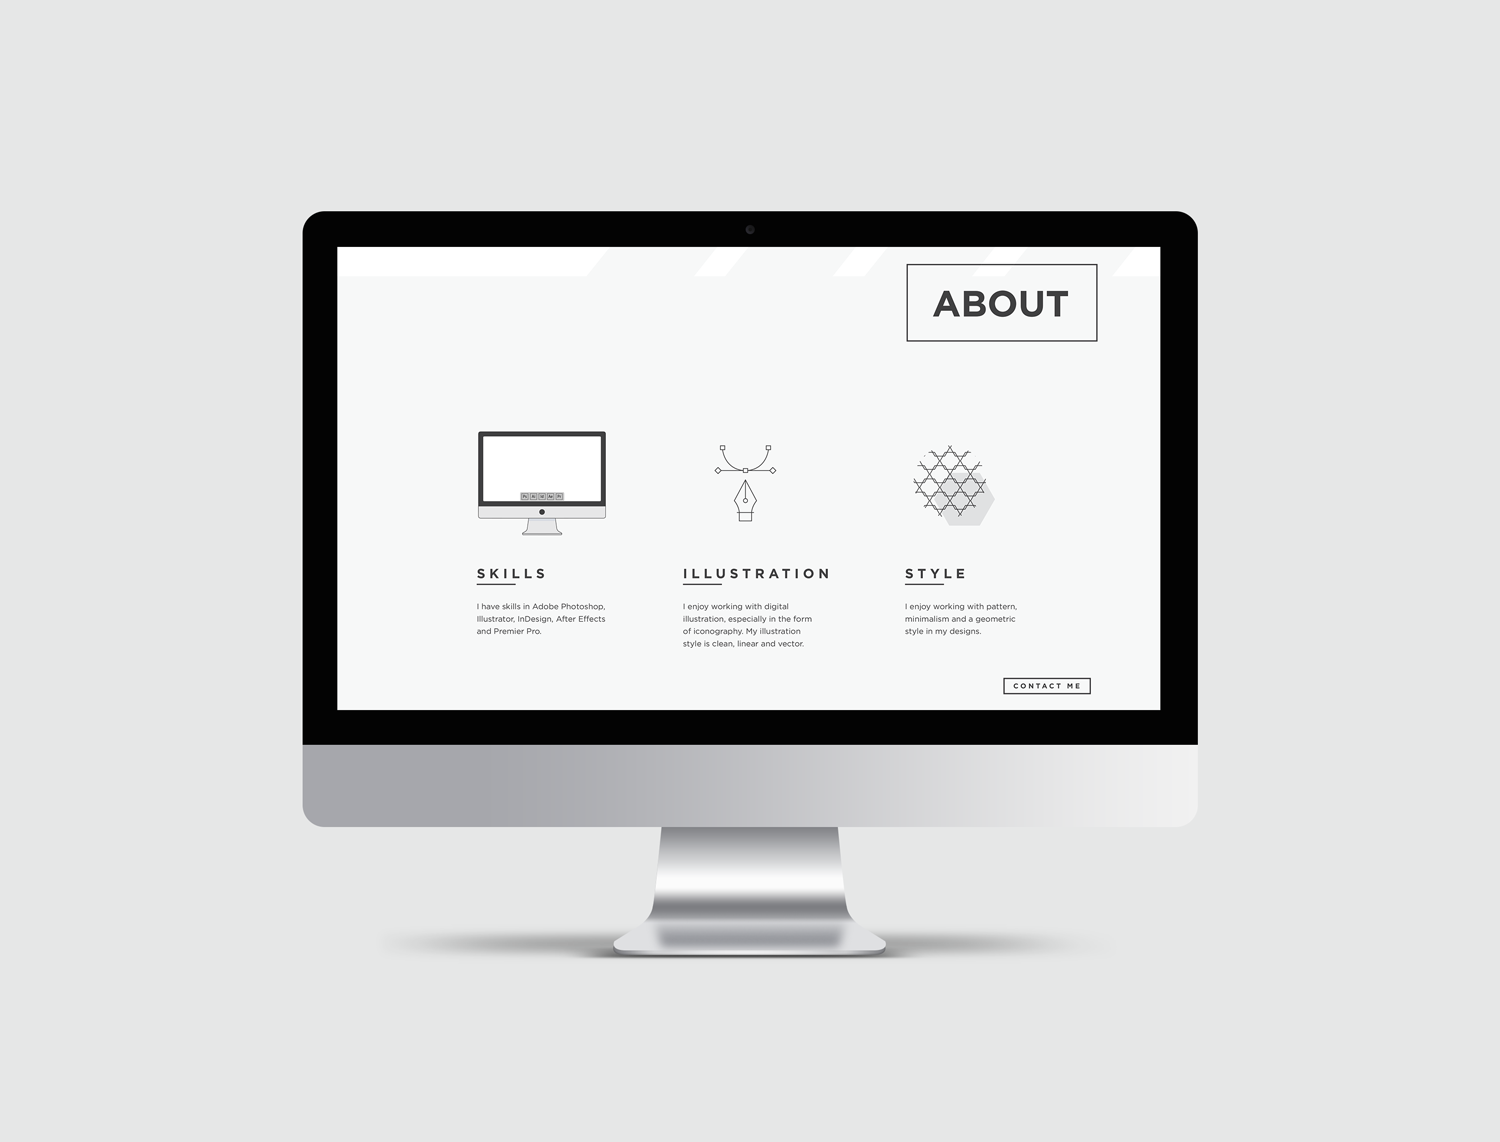 ABOUT
SKILLS
I have skills in Adobe Photoshop,
Illustrator, InDesign, After Effects
and Premier Pro.
ILLUSTRATION
I enjoy working with digital
illustration, especially in the form
of iconography. My illustration
style is clean, linear and vector.
STYLE
I enjoy working with pattern,
minimalism and a geometric
style in my designs.
CONTACT ME